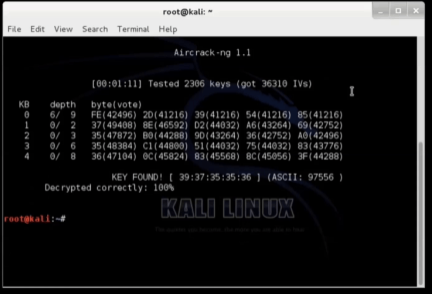 root@kali: ~
File Edit View Search Terminal Help
Aircrack-ng 1.1
[00:01:11] Tested 2306 keys (got 36310 IVs)
KB depth byte(vote)
0 6/ 9 FE(42496) 2D(41216) 39(41216) 54(41216) 85(41216)
1 0/ 2 37(49408) 8E(46592) D2(44032) A6(43264) 69(42752)
2 0/ 3 35(47872) B0(44288) 9D(43264) 36(42752) A0(42496)
3 0/ 6 35(48384) C1(44800) 51(44032) 75(44032) 83(43776)
4 0/ 8 36(47104) 0C(45824) 83(45568) 8C(45056) 3F(44288)
KEY FOUND! [ 39:37:35:35:36 ] (ASCII: 97556 )
Decrypted correctly: 100%
KALI LINUX
root@kali:~#